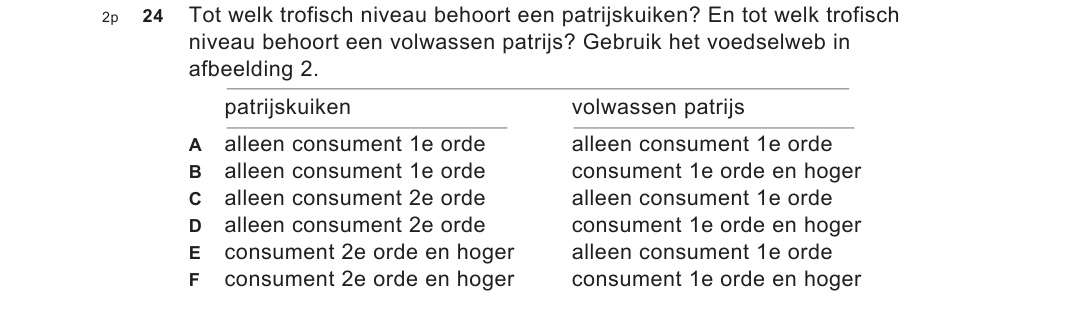 2p 24 Tot welk trofisch niveau behoort een patrijskuiken? En tot welk trofisch
niveau behoort een volwassen patrijs? Gebruik het voedselweb in
afbeelding 2.
patrijskuiken volwassen patrijs
A alleen consument 1e orde alleen consument 1e orde
B alleen consument 1e orde consument 1e orde en hoger
C alleen consument 2e orde alleen consument 1e orde
D alleen consument 2e orde consument 1e orde en hoger
E consument 2e orde en hoger alleen consument 1e orde
F consument 2e orde en hoger consument 1e orde en hoger